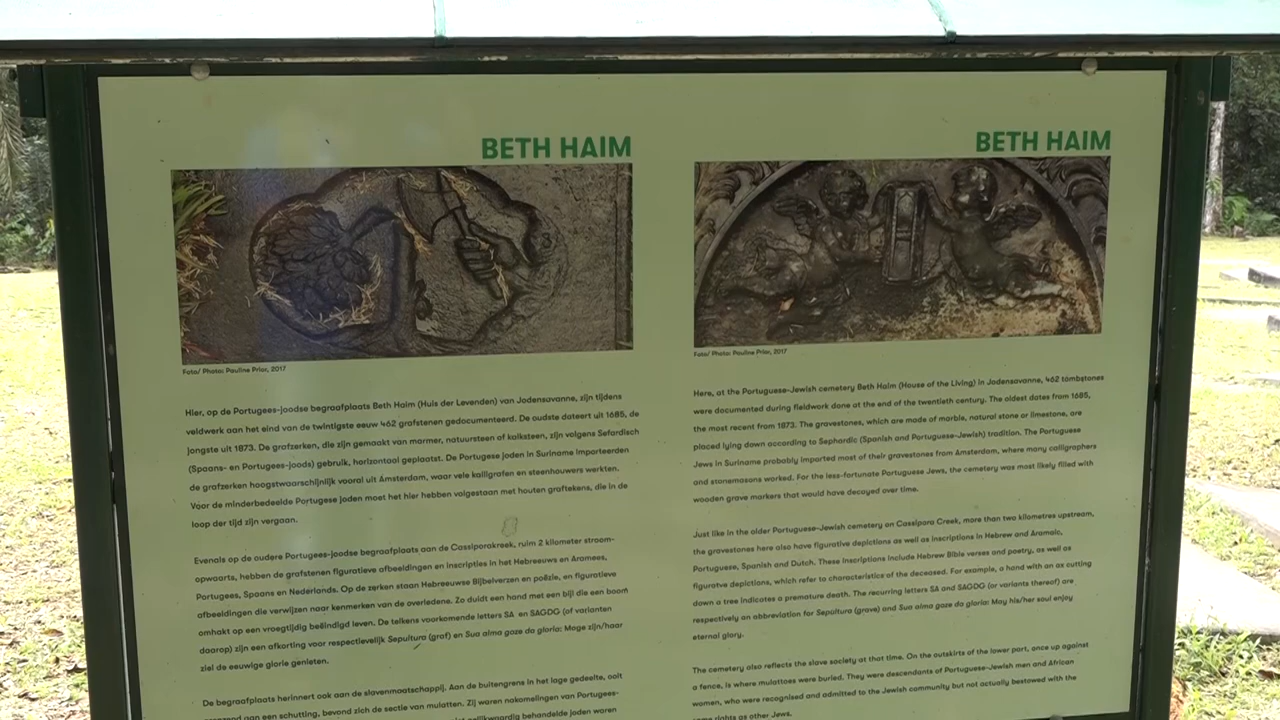 BETH HAIM
Foto/ Photo: Pauline Prior, 2017
Hier, op de Portugees-joodse begraafplaats Beth Haim (Huis der Levenden) van Jodensavanne, zijn tijdens
veldwerk aan het eind van de twintigste eeuw 462 grafstenen gedocumenteerd. De oudste dateert uit 1685, de
jongste uit 1873. De grafzerken, die zijn gemaakt van marmer, natuursteen of kalksteen, zijn volgens Sefardisch
(Spaans- en Portugees-joods) gebruik, horizontaal geplaatst. De Portugese joden in Suriname importeerden
de grafzerken hoogstwaarschijnlijk vooral uit Amsterdam, waar vele kalligrafen en steenhouwers werkten.
Voor de minderbedeelde Portugese joden moet het hier hebben volgestaan met houten graftekens, die in de
loop der tijd zijn vergaan.
Evenals op de oudere Portugees-joodse begraafplaats aan de Cassiporakreek, ruim 2 kilometer stroom-
opwaarts, hebben de grafstenen figuratieve afbeeldingen en inscripties in het Hebreeuws en Aramees,
Portugees, Spaans en Nederlands. Op de zerken staan Hebreeuwse Bijbelverzen en poëzie, en figuratieve
afbeeldingen die verwijzen naar kenmerken van de overledene. Zo duidt een hand met een bijl die een boom
omhakt op een vroegtijdig beëindigd leven. De telkens voorkomende letters SA en SAGDG (of varianten
daarop) zijn een afkorting voor respectievelijk Sepultura (graf) en Sua alma goze da gloria: Moge zijn/haar
ziel de eeuwige glorie genieten.
De begraafplaats herinnert ook aan de slavenmaatschappij. Aan de buitengrens in het lage gedeelte, ooit
aan een schutting, bevond zich de sectie van mulatten. Zij waren nakomelingen van Portugees-
behandelde joden waren
BETH HAIM
Foto/ Photo: Pauline Prior, 2017
Here, at the Portuguese-Jewish cemetery Beth Haim (House of the Living) in Jodensavanne, 462 tombstones
were documented during fieldwork done at the end of the twentieth century. The oldest dates from 1685,
the most recent from 1873. The gravestones, which are made of marble, natural stone or limestone, are
placed lying down according to Sephardic (Spanish and Portuguese-Jewish) tradition. The Portuguese
Jews in Suriname probably imported most of their gravestones from Amsterdam, where many calligraphers
and stonemasons worked. For the less-fortunate Portuguese Jews, the cemetery was most likely filled with
wooden grave markers that would have decayed over time.
Just like in the older Portuguese-Jewish cemetery on Cassipora Creek, more than two kilometres upstream,
the gravestones here also have figurative depictions as well as inscriptions in Hebrew and Aramaic,
Portuguese, Spanish and Dutch. These inscriptions include Hebrew Bible verses and poetry, as well as
figuratve depictions, which refer to characteristics of the deceased. For example, a hand with an ax cutting
down a tree indicates a premature death. The recurring letters SA and SAGDG (or variants thereof) are
respectively an abbreviation for Sepultura (grave) and Sua alma goze da gloria: May his/her soul enjoy
eternal glory.
The cemetery also reflects the slave society at that time. On the outskirts of the lower part, once up against
a fence, is where mulattoes were buried. They were descendants of Portuguese-Jewish men and African
women, who were recognised and admitted to the Jewish community but not actually bestowed with the
same rights as other Jews.